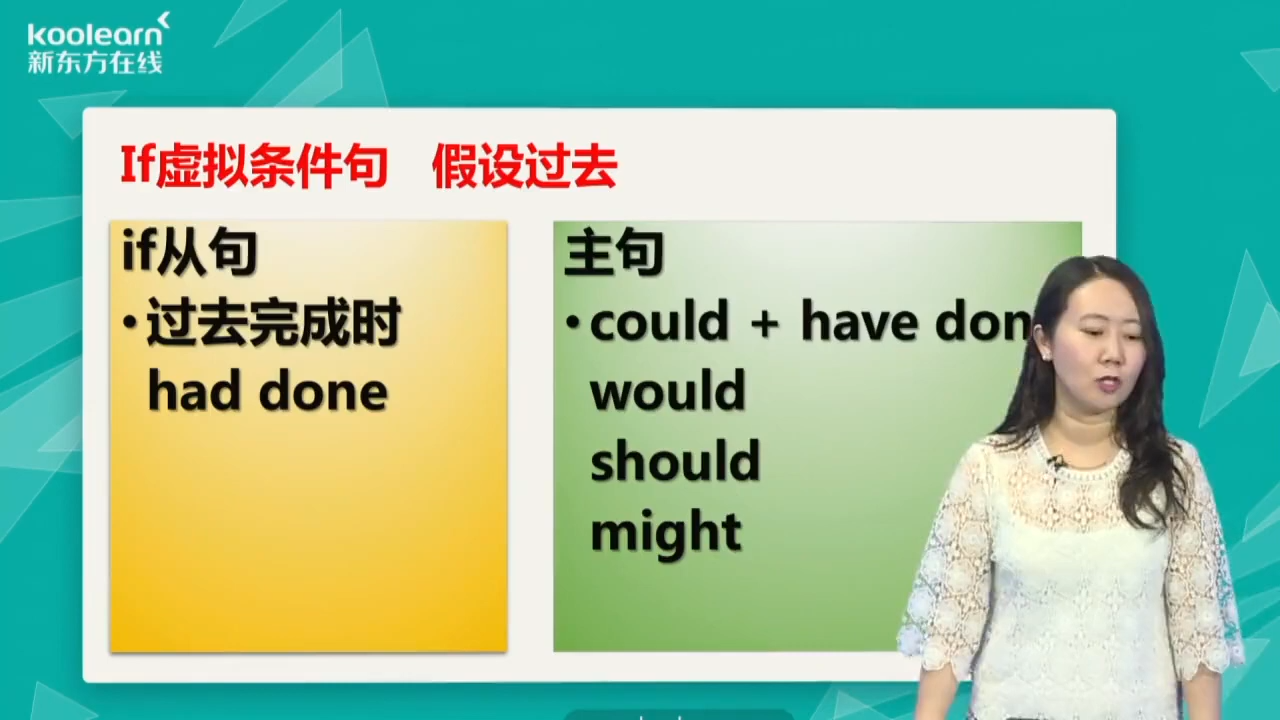 koolearn
新东方在线
If虚拟条件句 假设过去
if从句
•过去完成时
had done
主句
•could + have don
would
should
might